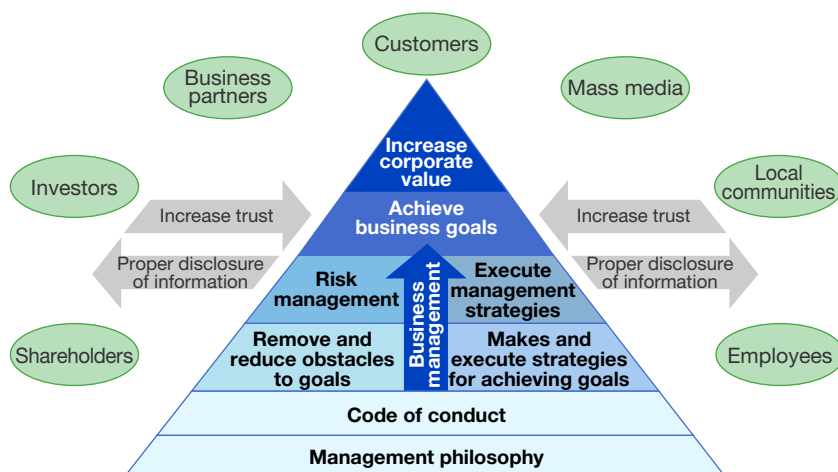 Customers
Business
partners
Mass media
Increase
corporate
value
Investors
Local
communities
Increase trust
Achieve
business goals
Increase trust
Proper disclosure
of information
Risk
management
Execute
management
strategies
Proper disclosure
of information
Business
management
Shareholders
Remove and
reduce obstacles
to goals
Makes and
execute strategies
for achieving goals
Employees
Code of conduct
Management philosophy